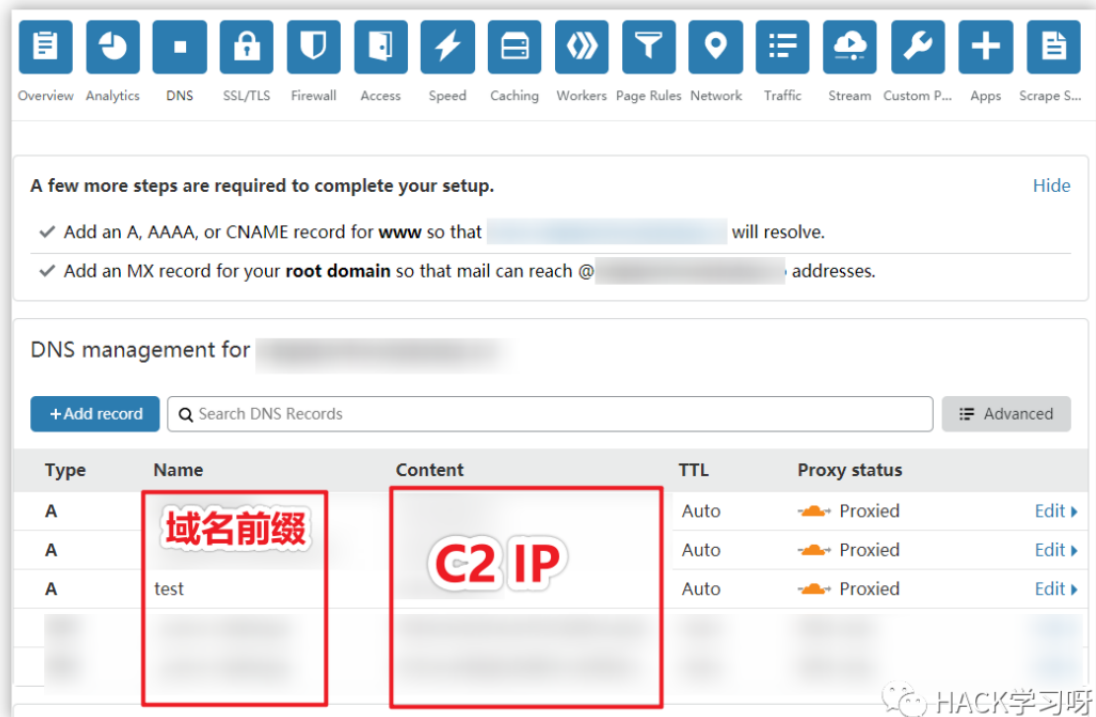 Overview Analytics DNS SSL/TLS Firewall Access Speed Caching Workers Page Rules Network Traffic Stream Custom P... Apps Scrape S...
A few more steps are required to complete your setup.
Hide
Add an A, AAAA, or CNAME record for www so that will resolve.
Add an MX record for your root domain so that mail can reach @ addresses.
DNS management for
+Add record
Search DNS Records
Advanced
Type Name Content TTL Proxy status
A Auto Proxied Edit
域名前缀
A Auto Proxied Edit
C2 IP
A test Auto Proxied Edit
HACK学习呀